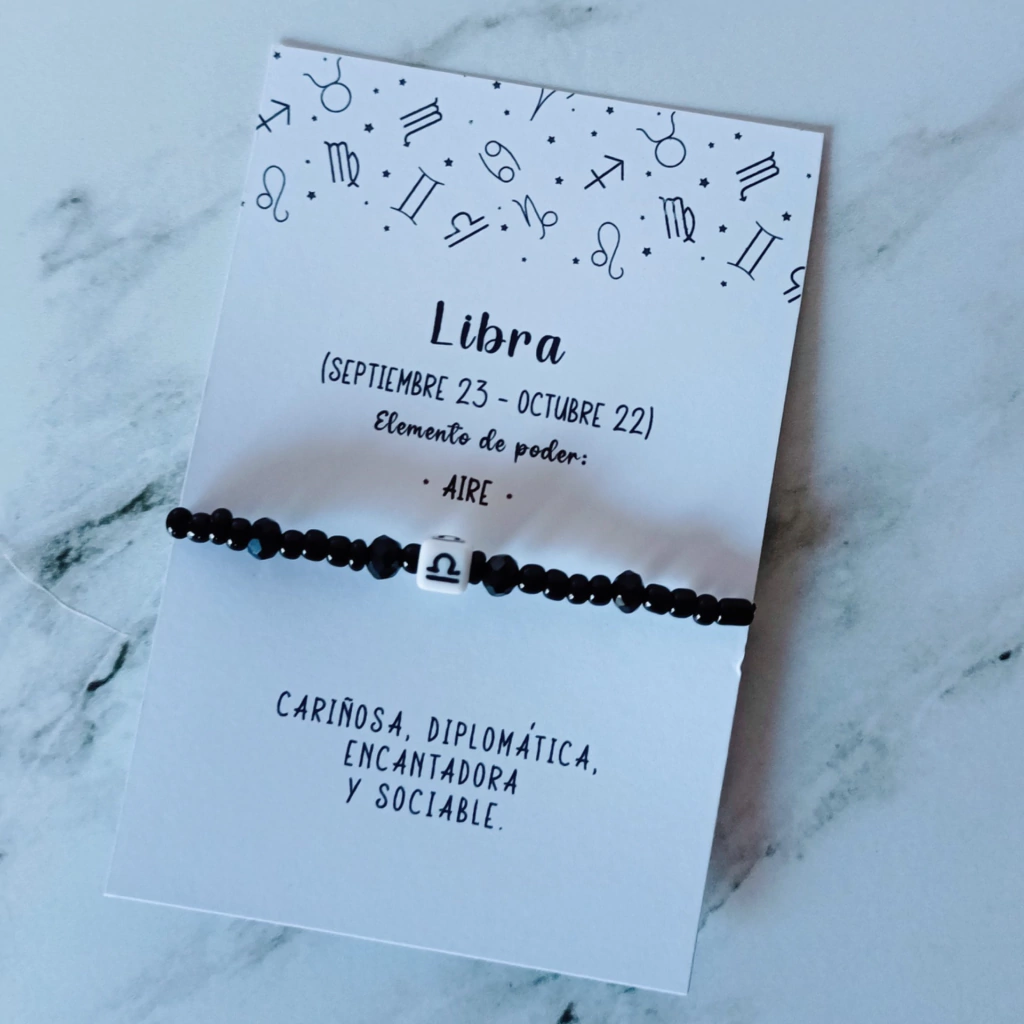 Libra
(SEPTIEMBRE 23 - OCTUBRE 22)
Elemento de poder:
· AIRE ·
CARIÑOSA, DIPLOMÁTICA,
ENCANTADORA
Y SOCIABLE.